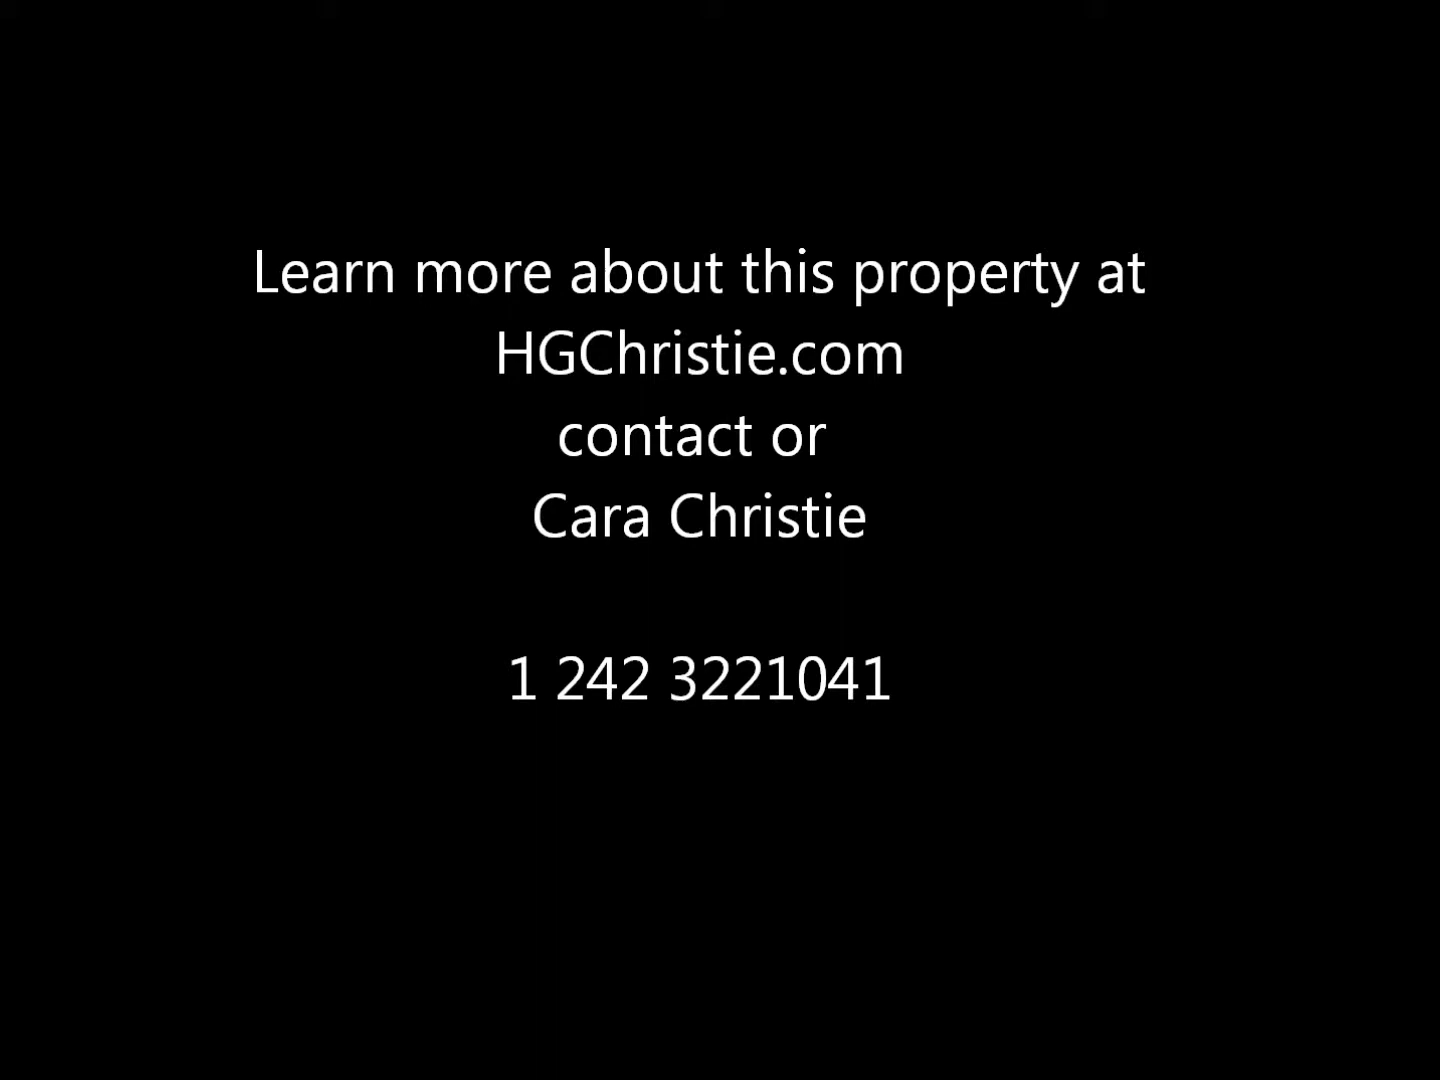 Learn more about this property at
HGChristie.com
contact or
Cara Christie
1 242 3221041